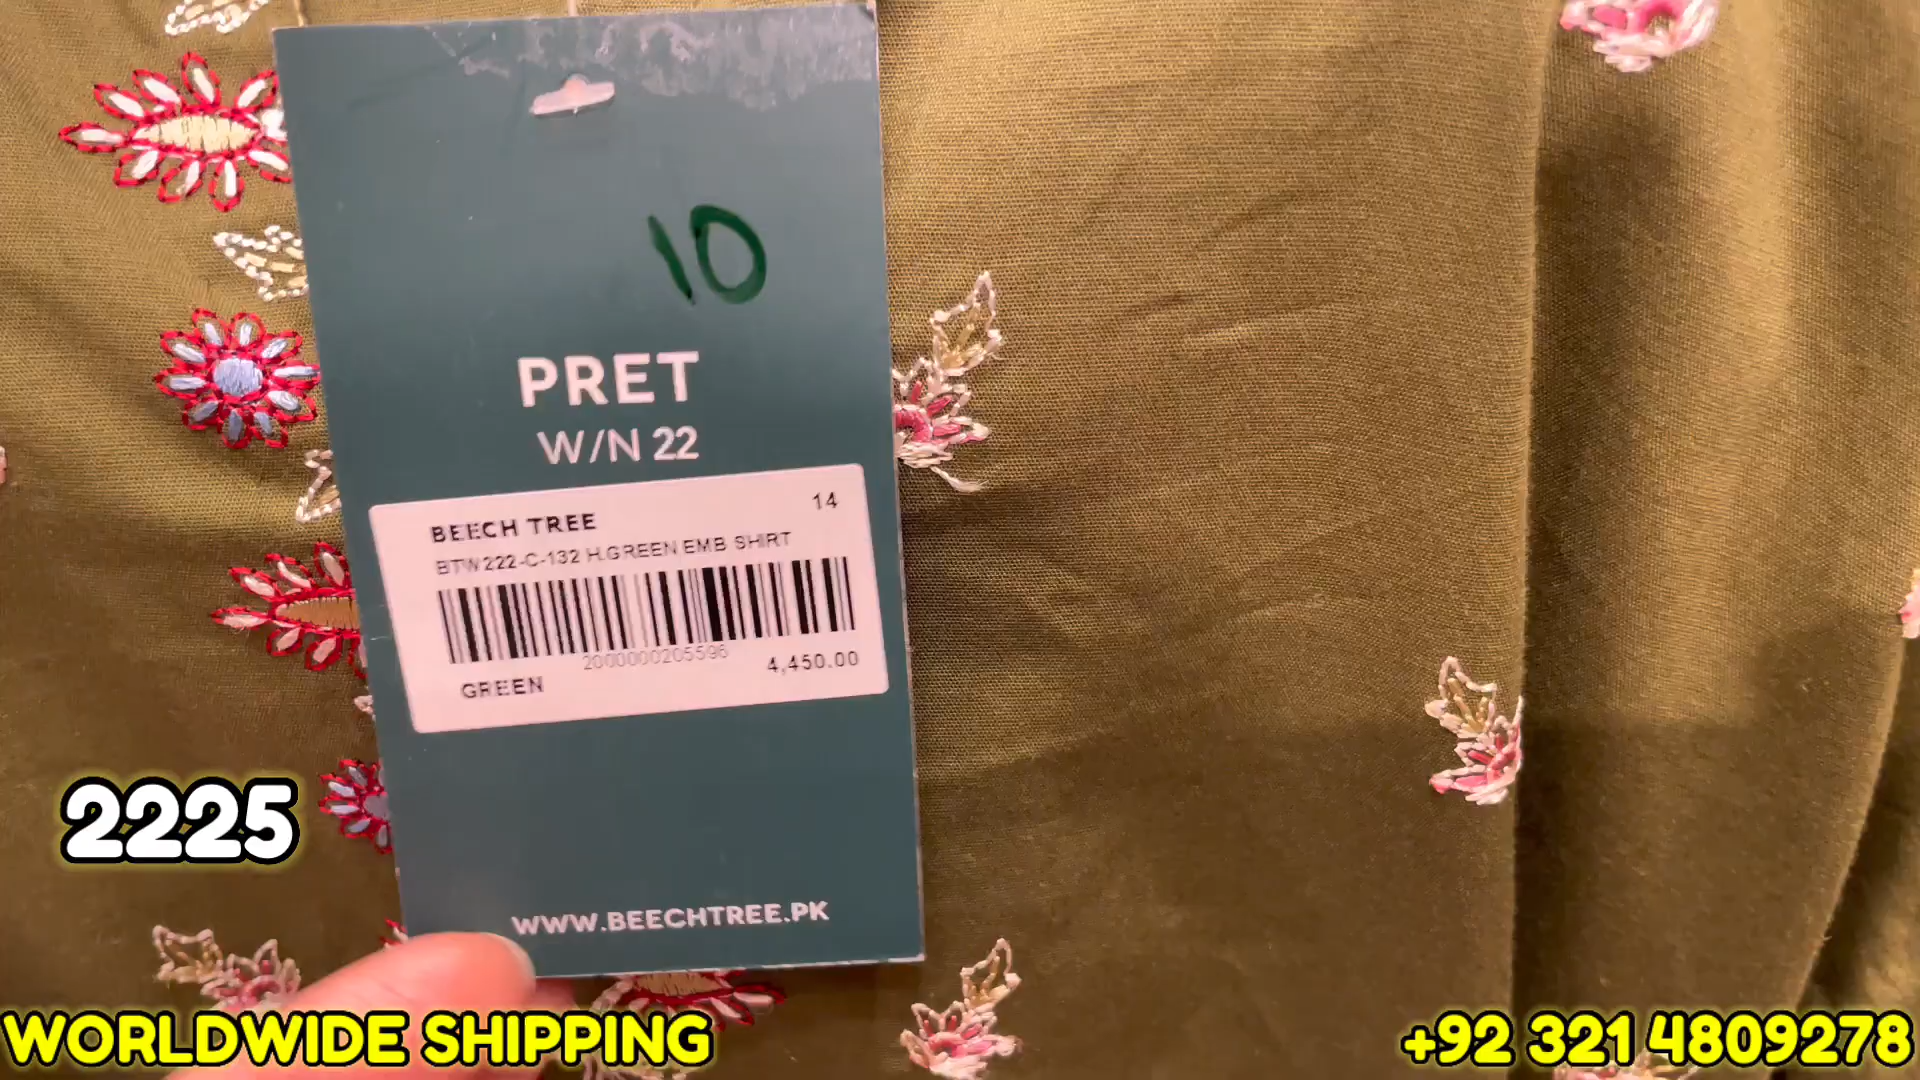 10
PRET
W/N 22
14
BEECH TREE
BTW222-C-132 H.GREEN EMB SHIRT
2000000205596
4,450.00
GREEN
2225
WWW.BEECHTREE.PK
WORLDWIDE SHIPPING
+92 321 4809278